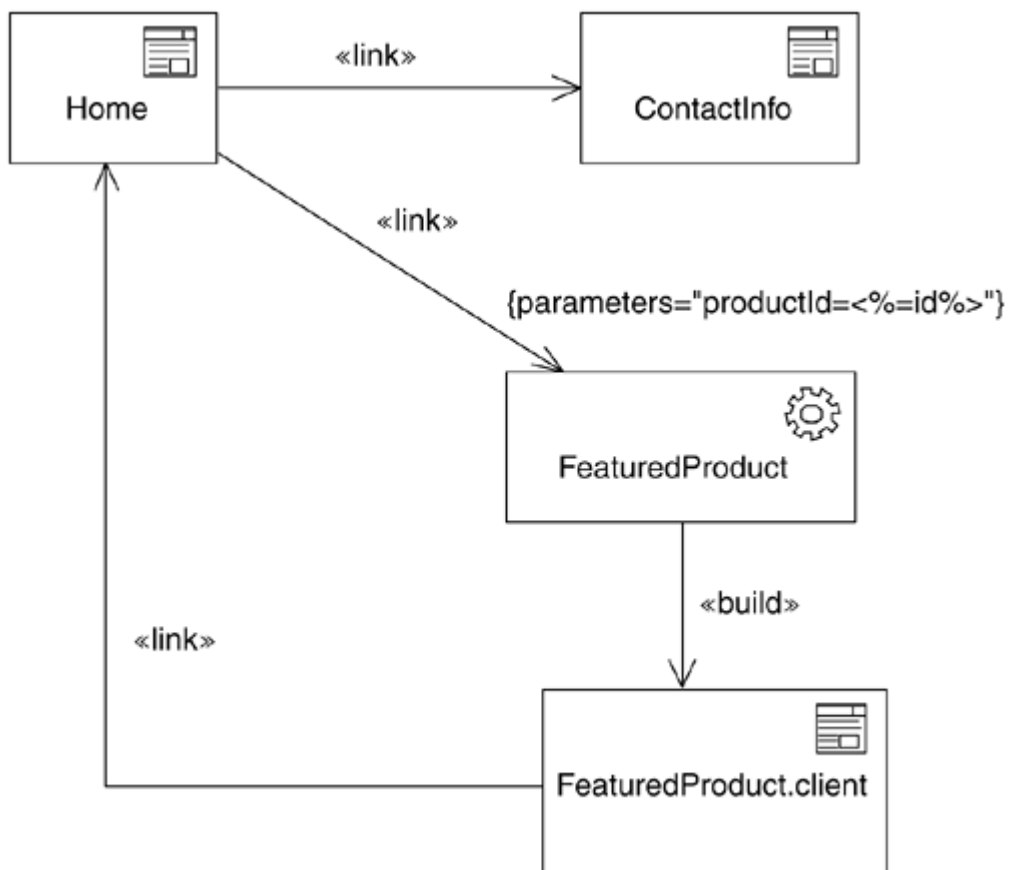 «link»
Home
ContactInfo
«link»
{parameters="productId=<%=id%>"}
FeaturedProduct
«build»
«link»
FeaturedProduct.client